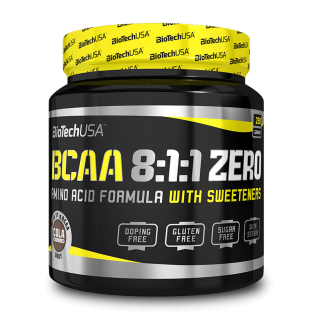 BioTechUSA
BioTechUSA
BCAA 8:1:1 ZERO
AMINO ACID FORMULA WITH SWEETENERS
COLA
DOPING FREE
GLUTEN FREE
SUGAR FREE
WITH